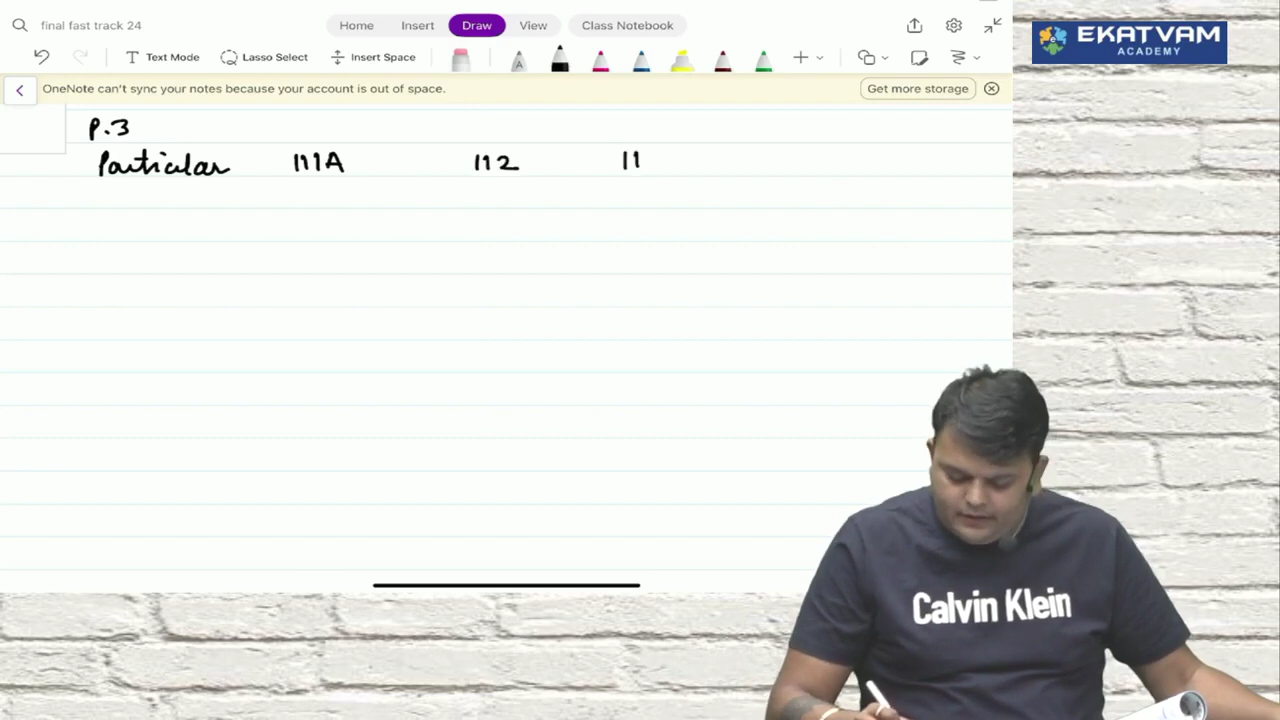 final fast track 24
Home Insert Draw View Class Notebook
Text Mode Lasso Select Insert Space
OneNote can't sync your notes because your account is out of space. Get more storage
P.3
Particular 111A 112 11
EKATVAM
ACADEMY
Calvin Klein